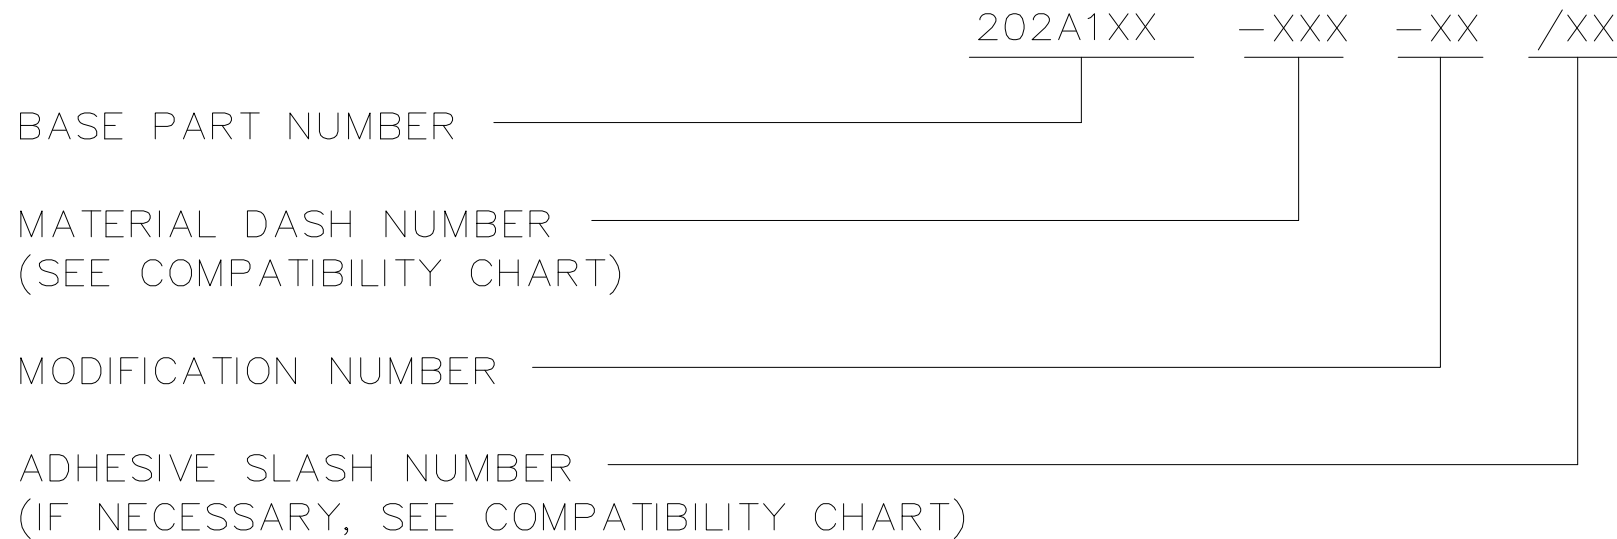 202A1XX -XXX -XX /XX
BASE PART NUMBER
MATERIAL DASH NUMBER
(SEE COMPATIBILITY CHART)
MODIFICATION NUMBER
ADHESIVE SLASH NUMBER
(IF NECESSARY, SEE COMPATIBILITY CHART)